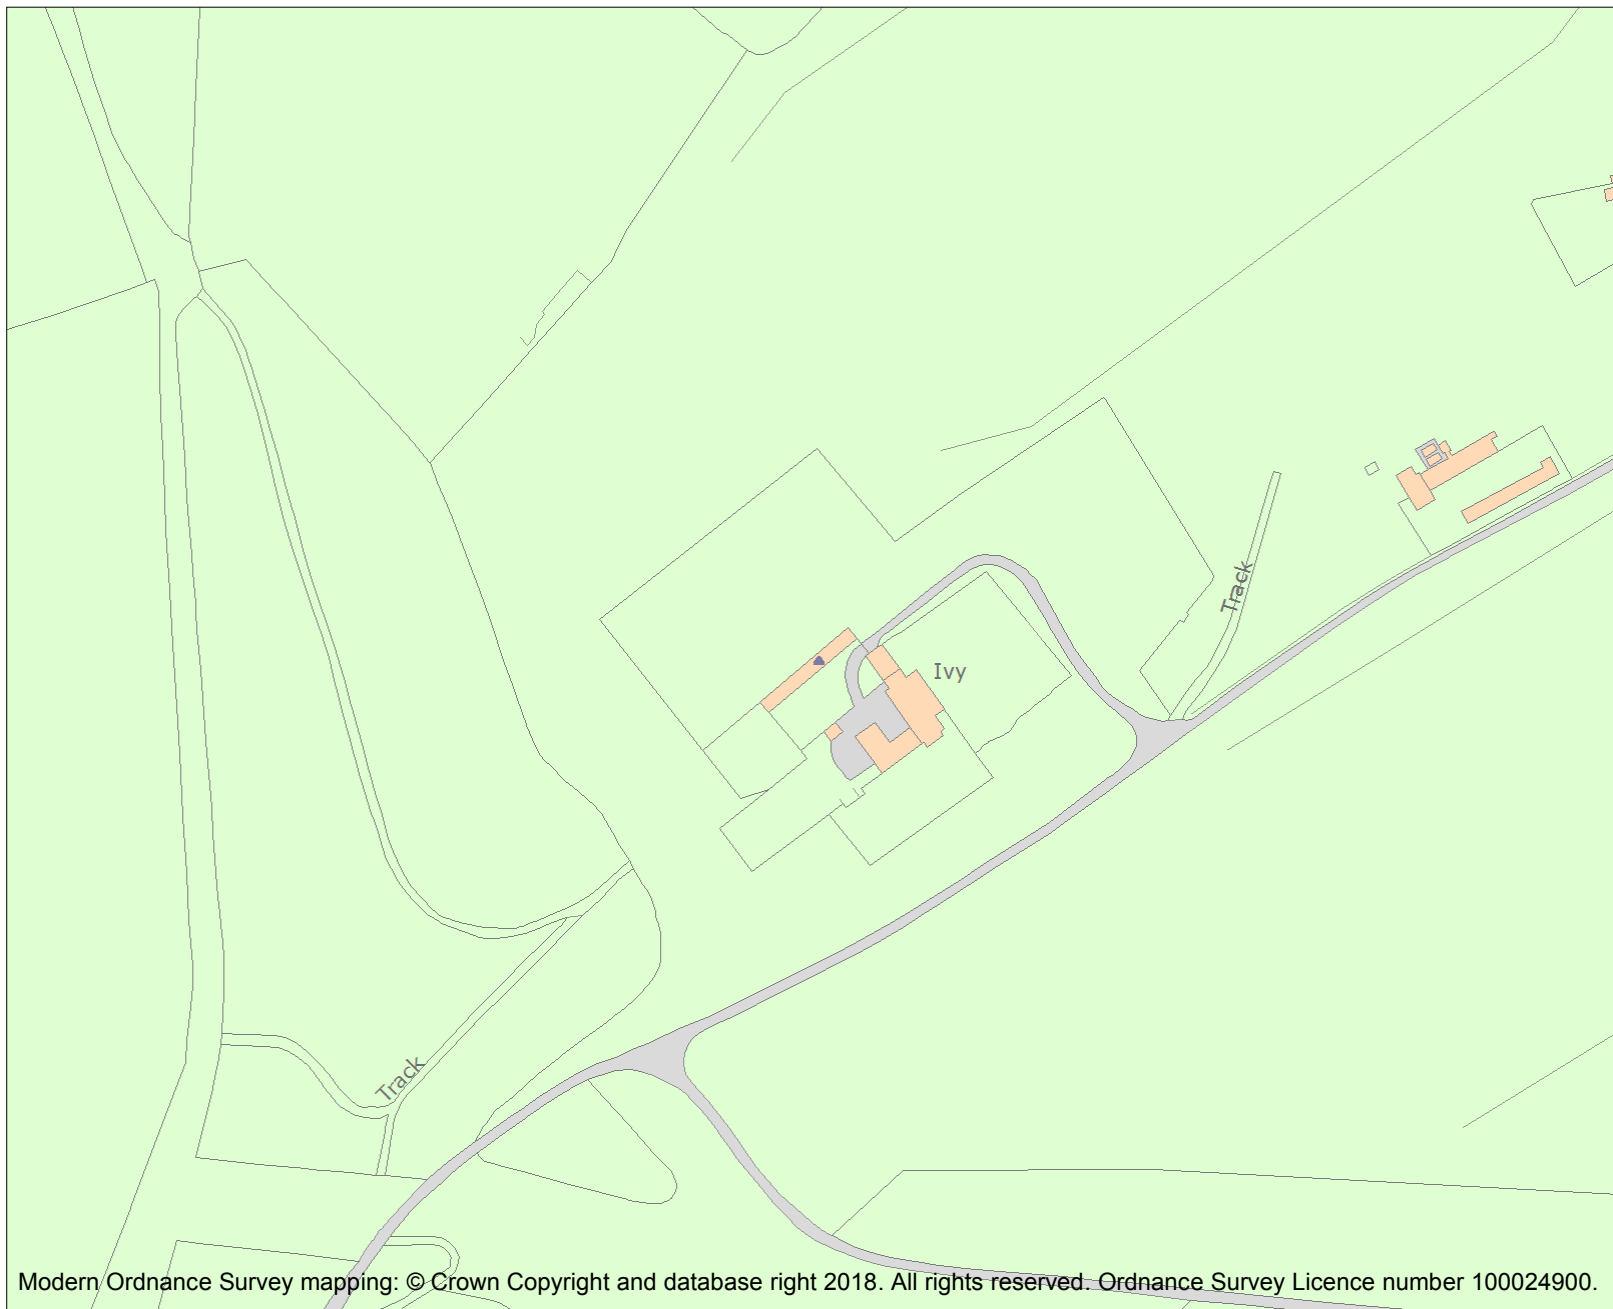 Track
Ivy
Track
Modern Ordnance Survey mapping: © Crown Copyright and database right 2018. All rights reserved. Ordnance Survey Licence number 100024900.